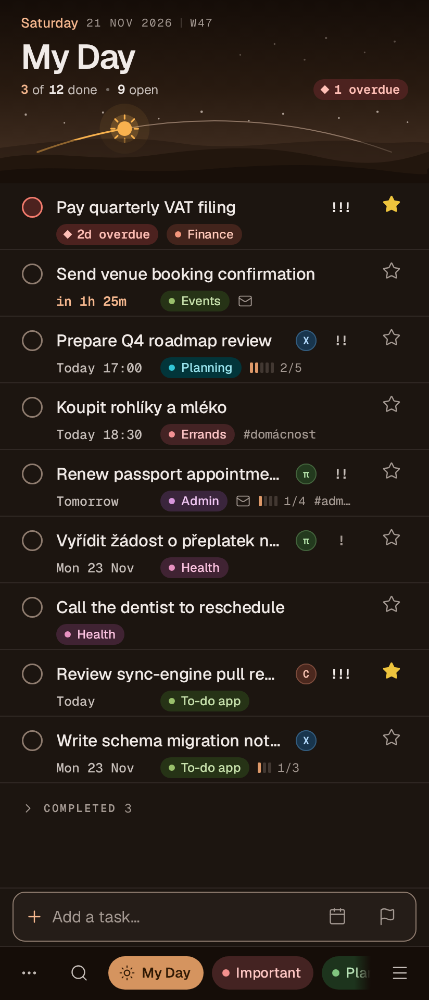 Saturday 21 NOV 2026 | W47
My Day
3 of 12 done • 9 open
1 overdue
Pay quarterly VAT filing !!!
2d overdue Finance
Send venue booking confirmation
in 1h 25m Events
Prepare Q4 roadmap review X !!
Today 17:00 Planning 2/5
Koupit rohlíky a mléko
Today 18:30 Errands #domácnost
Renew passport appointme… π !!
Tomorrow Admin 1/4 #adm…
Vyřídit žádost o přeplatek n… π !
Mon 23 Nov Health
Call the dentist to reschedule
Health
Review sync-engine pull re… C !!!
Today To-do app
Write schema migration not… X
Mon 23 Nov To-do app 1/3
COMPLETED 3
+ Add a task…
My Day Important Pla